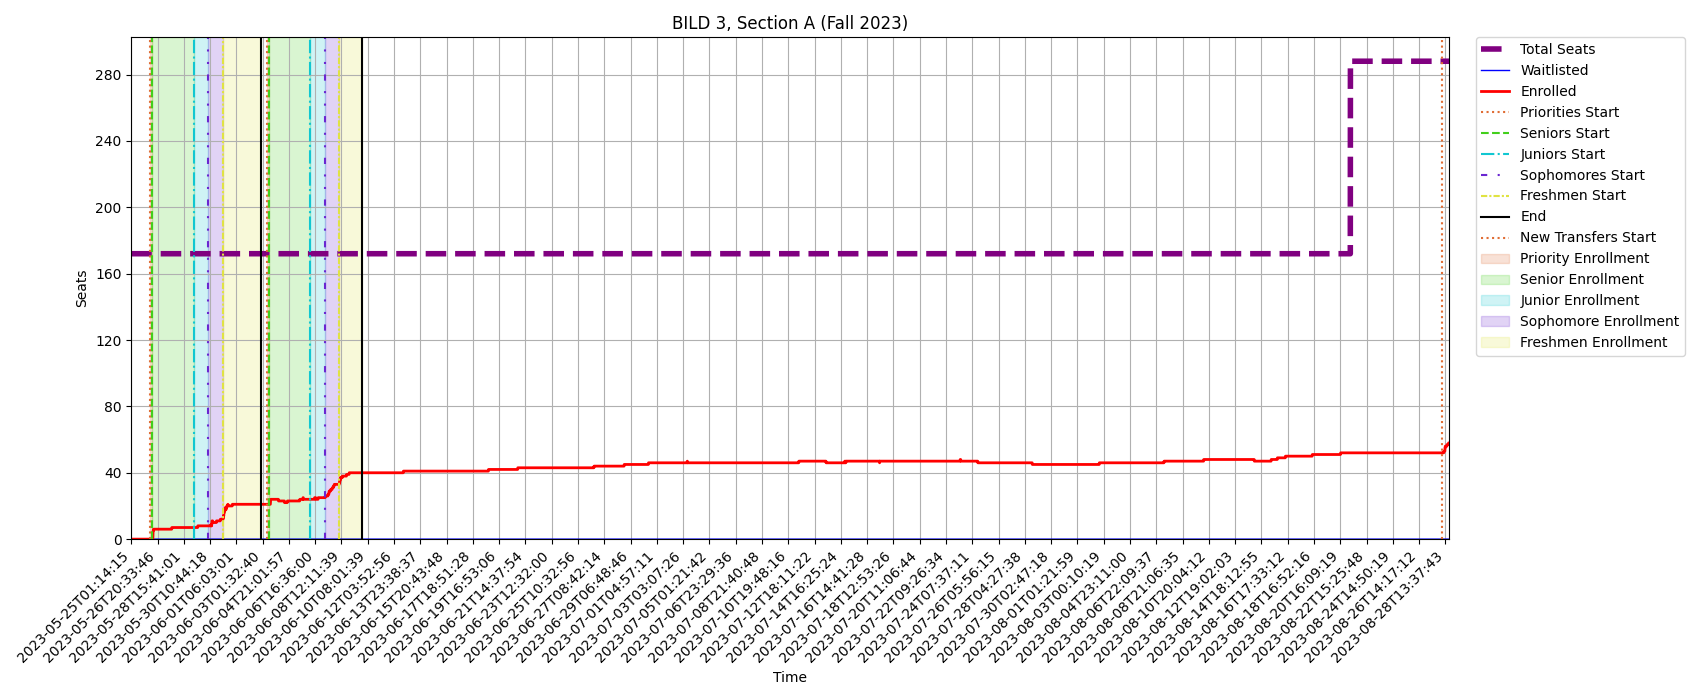 BILD 3, Section A (Fall 2023)
Seats
280
240
200
160
120
80
40
0
2023-05-25T01:14:15
2023-05-26T20:33:46
2023-05-28T15:41:01
2023-05-30T10:44:18
2023-06-01T06:03:01
2023-06-03T01:32:40
2023-06-04T21:01:57
2023-06-06T16:36:00
2023-06-08T12:11:39
2023-06-10T08:01:39
2023-06-12T03:52:56
2023-06-13T23:38:37
2023-06-15T20:43:48
2023-06-17T18:51:28
2023-06-19T16:53:06
2023-06-21T14:37:54
2023-06-23T12:32:00
2023-06-25T10:32:56
2023-06-27T08:42:14
2023-06-29T06:48:46
2023-07-01T04:57:11
2023-07-03T03:07:26
2023-07-05T01:21:42
2023-07-06T23:29:36
2023-07-08T21:40:48
2023-07-10T19:48:16
2023-07-12T18:11:22
2023-07-14T16:25:24
2023-07-16T14:41:28
2023-07-18T12:53:26
2023-07-20T11:06:44
2023-07-22T09:26:34
2023-07-24T07:37:11
2023-07-26T05:56:15
2023-07-28T04:27:38
2023-07-30T02:47:18
2023-08-01T01:21:59
2023-08-03T00:10:19
2023-08-04T23:11:00
2023-08-06T22:09:37
2023-08-08T21:06:35
2023-08-10T20:04:12
2023-08-12T19:02:03
2023-08-14T18:12:55
2023-08-16T17:33:12
2023-08-18T16:52:16
2023-08-20T16:09:19
2023-08-22T15:25:48
2023-08-24T14:50:19
2023-08-26T14:17:12
2023-08-28T13:37:43
Time
Total Seats
Waitlisted
Enrolled
Priorities Start
Seniors Start
Juniors Start
Sophomores Start
Freshmen Start
End
New Transfers Start
Priority Enrollment
Senior Enrollment
Junior Enrollment
Sophomore Enrollment
Freshmen Enrollment